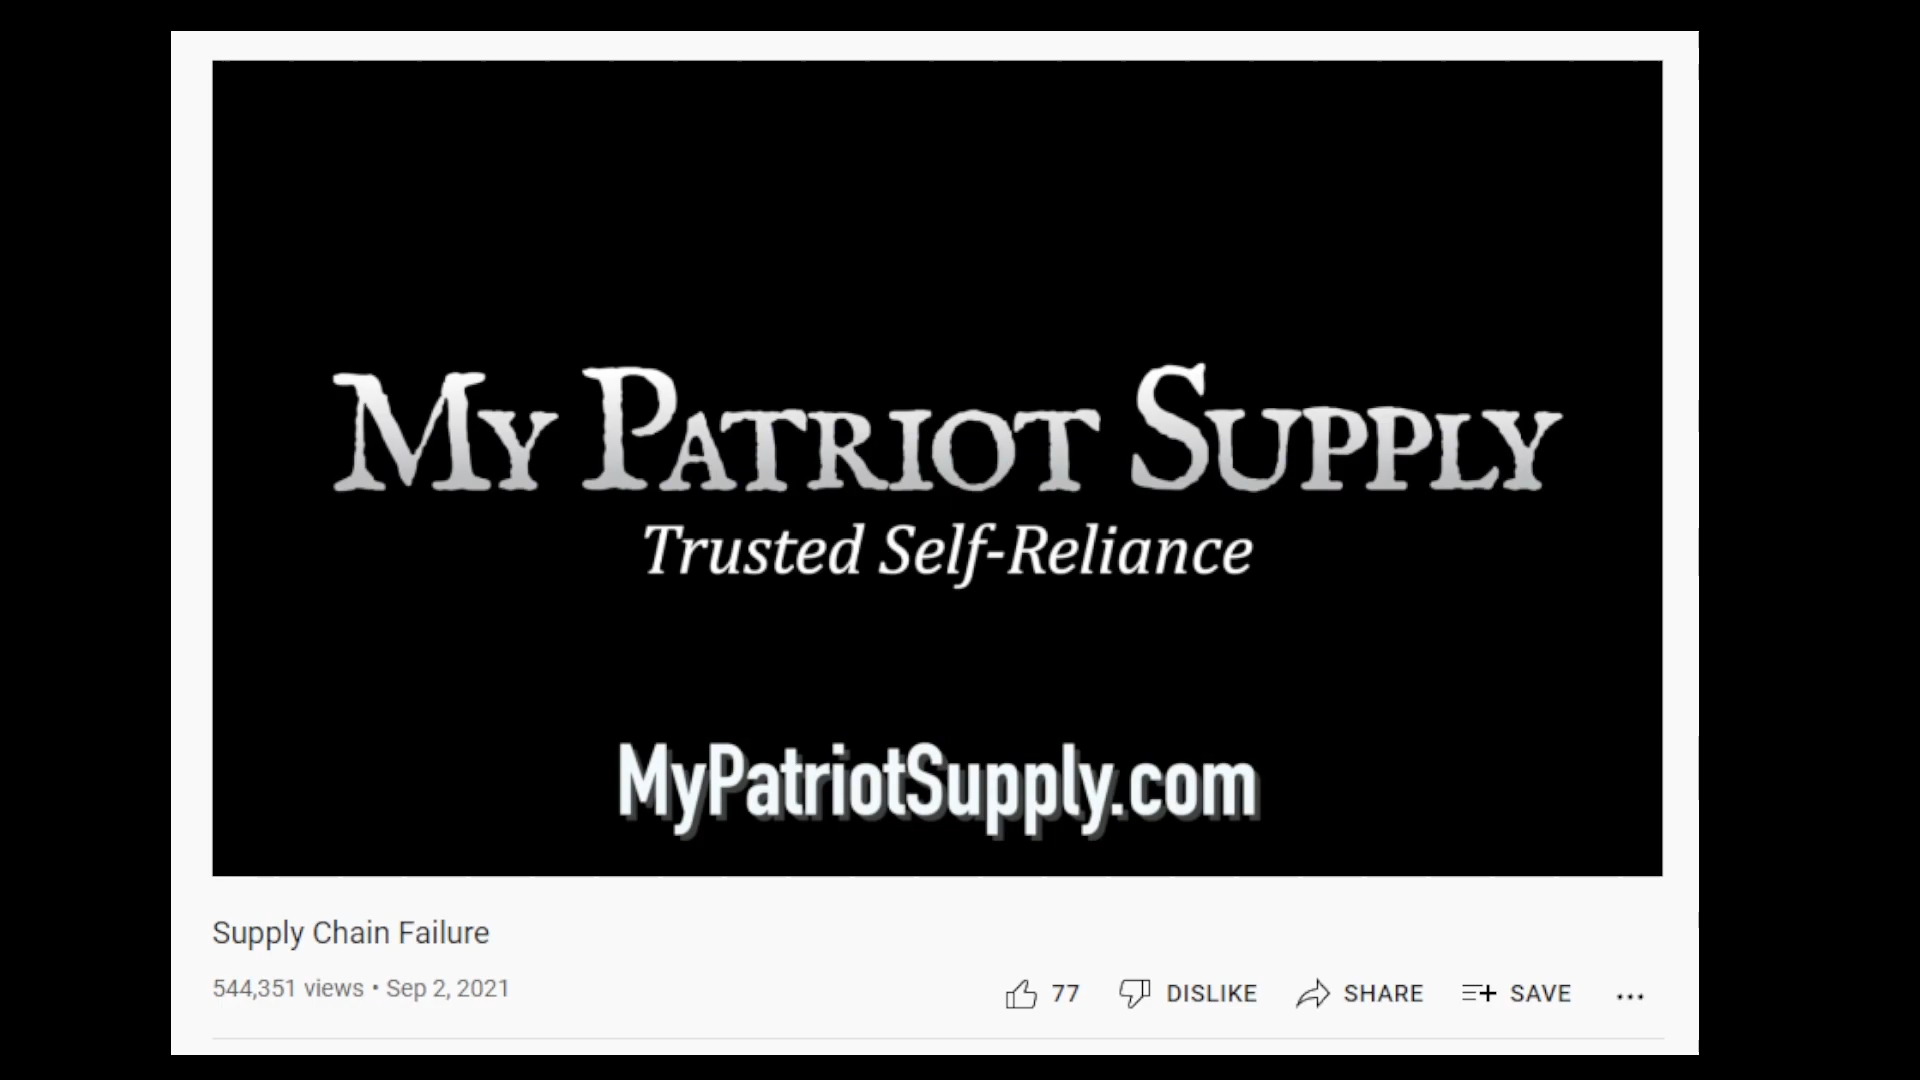 My Patriot Supply
Trusted Self-Reliance
MyPatriotSupply.com
Supply Chain Failure
544,351 views • Sep 2, 2021
77 DISLIKE SHARE SAVE ...